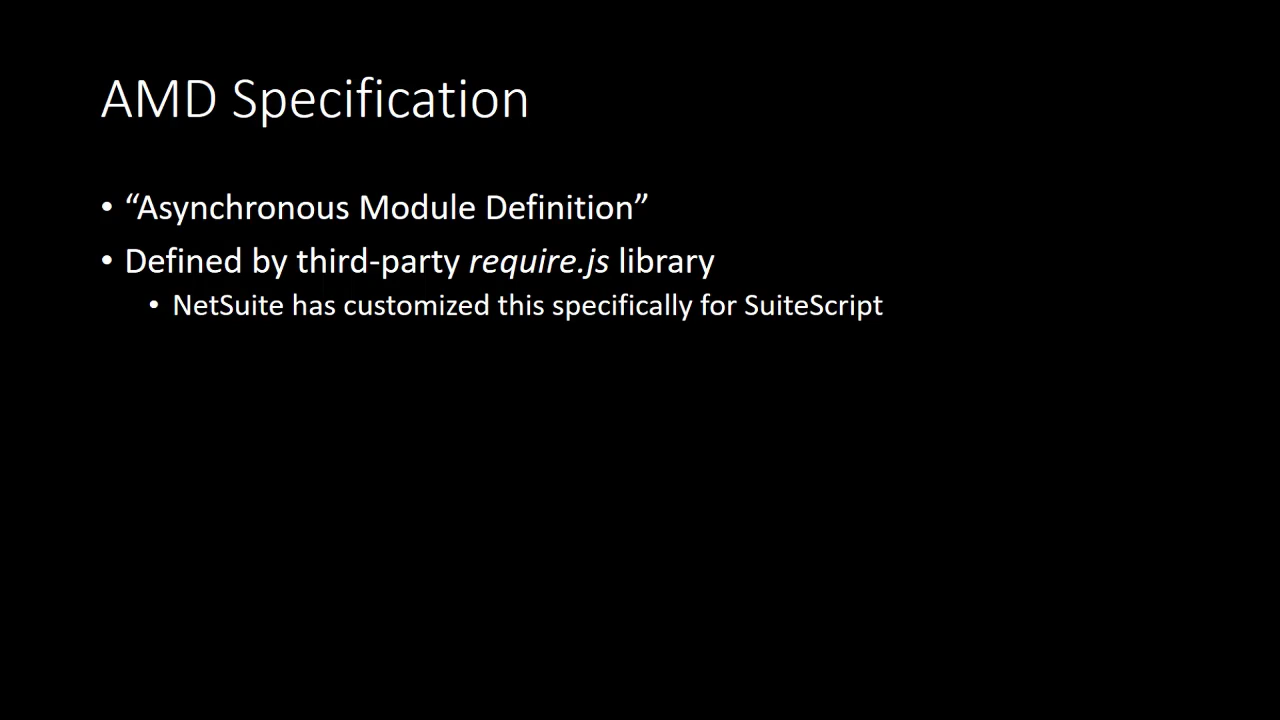 AMD Specification
• “Asynchronous Module Definition”
• Defined by third-party require.js library
• NetSuite has customized this specifically for SuiteScript